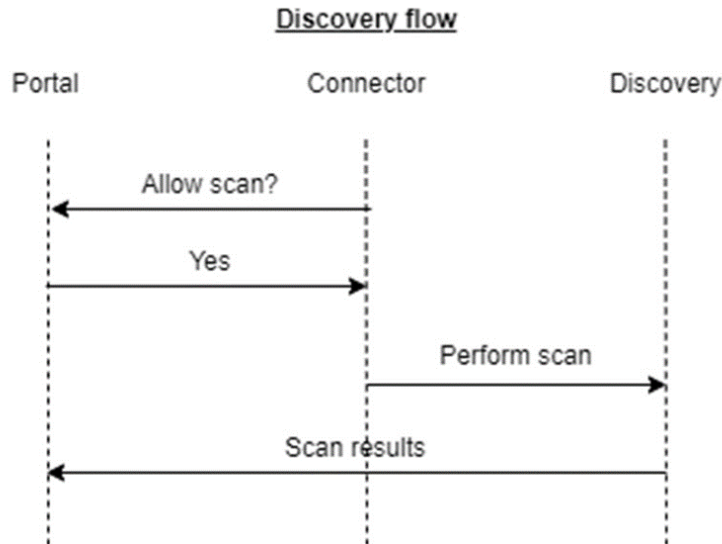 Discovery flow
Portal Connector Discovery
Allow scan?
Yes
Perform scan
Scan results